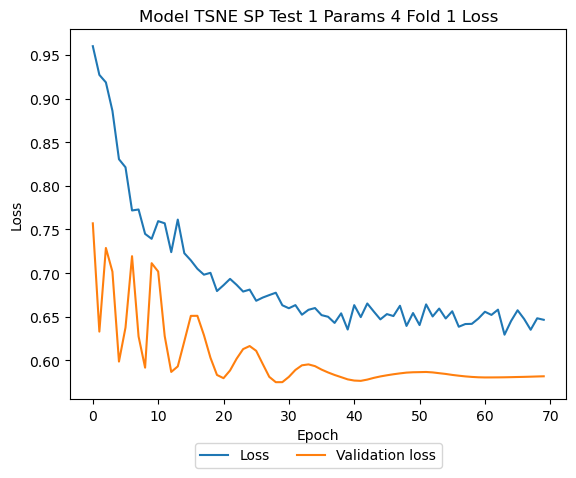 Model TSNE SP Test 1 Params 4 Fold 1 Loss
0.95
0.90
0.85
0.80
0.75
0.70
0.65
0.60
Loss
0 10 20 30 40 50 60 70
Epoch
Loss Validation loss